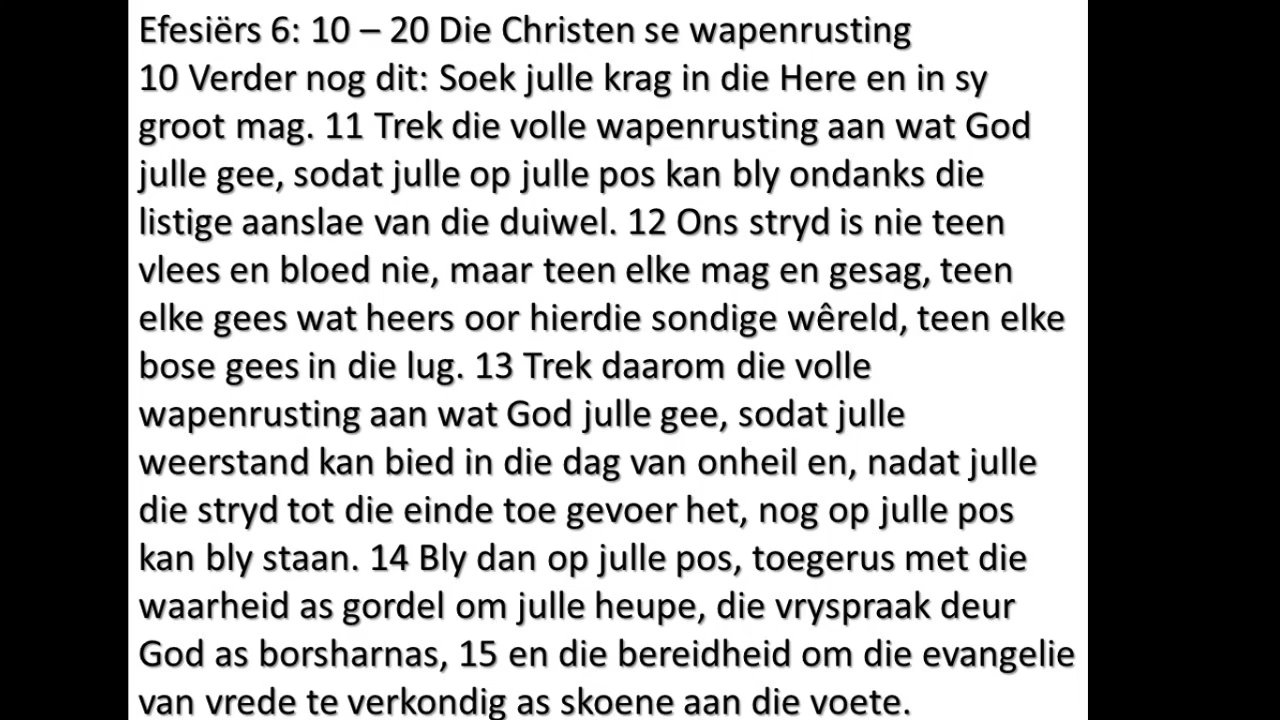 Efesiërs 6: 10 – 20 Die Christen se wapenrusting
10 Verder nog dit: Soek julle krag in die Here en in sy
groot mag. 11 Trek die volle wapenrusting aan wat God
julle gee, sodat julle op julle pos kan bly ondanks die
listige aanslae van die duiwel. 12 Ons stryd is nie teen
vlees en bloed nie, maar teen elke mag en gesag, teen
elke gees wat heers oor hierdie sondige wêreld, teen elke
bose gees in die lug. 13 Trek daarom die volle
wapenrusting aan wat God julle gee, sodat julle
weerstand kan bied in die dag van onheil en, nadat julle
die stryd tot die einde toe gevoer het, nog op julle pos
kan bly staan. 14 Bly dan op julle pos, toegerus met die
waarheid as gordel om julle heupe, die vryspraak deur
God as borsharnas, 15 en die bereidheid om die evangelie
van vrede te verkondig as skoene aan die voete.